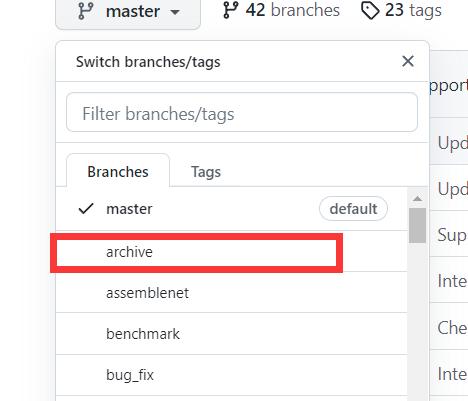 master
42 branches
23 tags
Switch branches/tags
Filter branches/tags
Branches
Tags
master
default
archive
assemblenet
benchmark
bug_fix
pport
Upd
Upd
Sup
Inte
Che
Inte